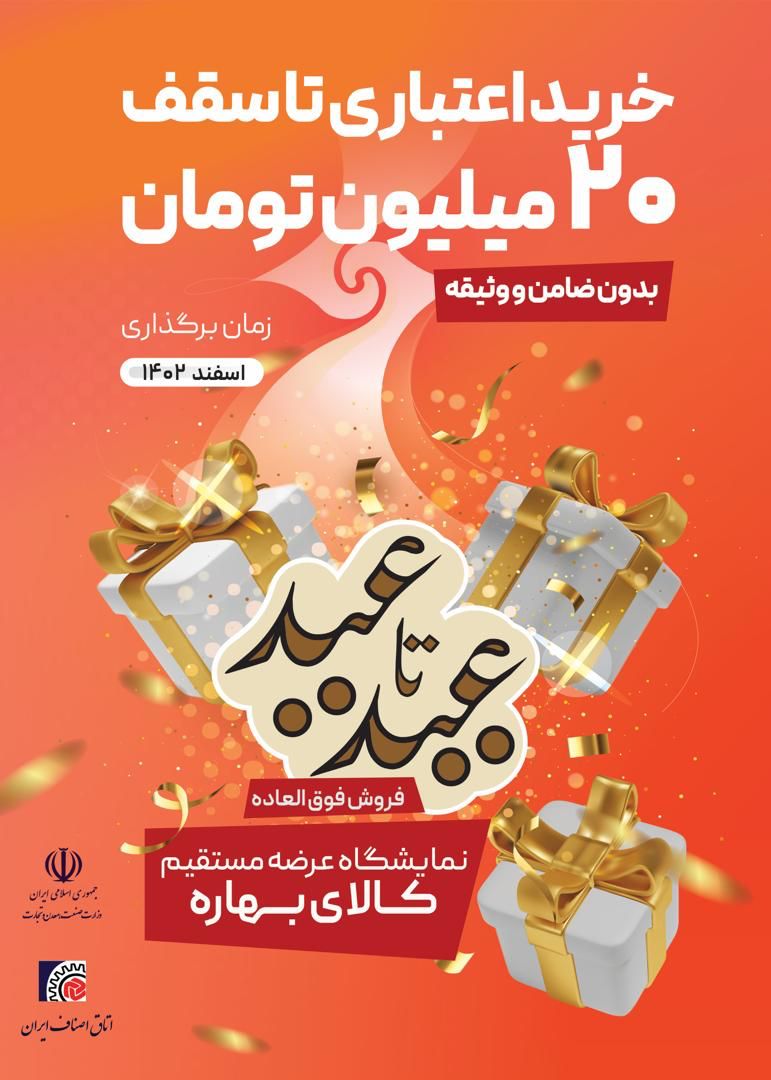 خرید اعتباری تا سقف
۲۰ میلیون تومان
بدون ضامن و وثیقه
زمان برگذاری
اسفند ۱۴۰۲
عید تا عید
فروش فوق العاده
نمایشگاه عرضه مستقیم
کالای بهاره
جمهوری اسلامی ایران
وزارت صنعت، معدن و تجارت
اتاق اصناف ایران